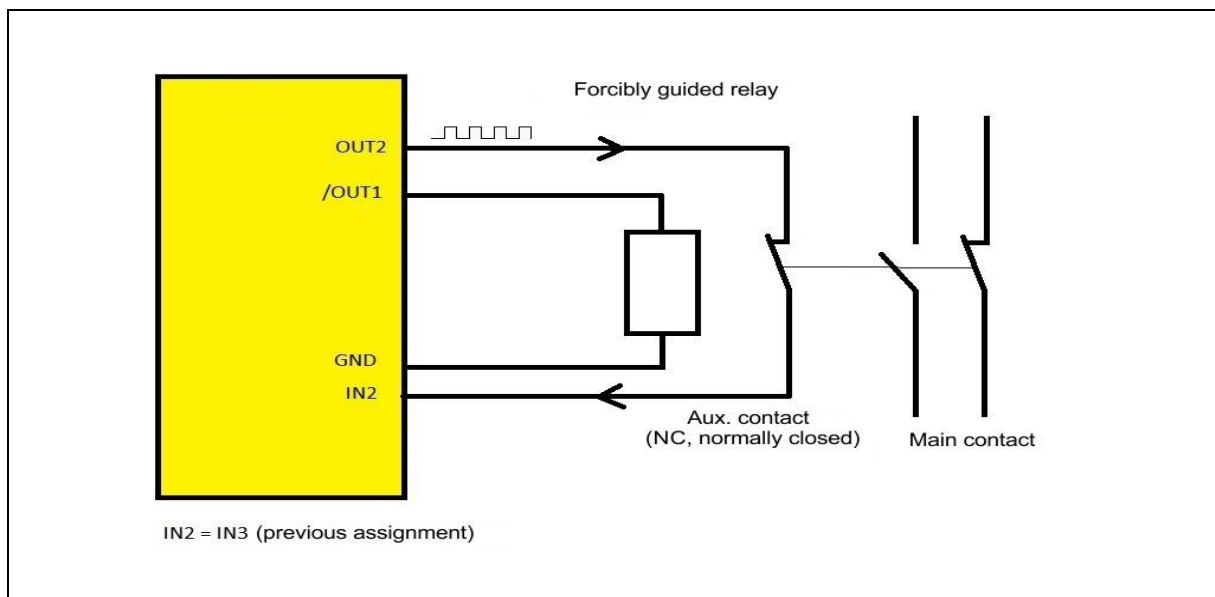 Forcibly guided relay
OUT2
/OUT1
GND
IN2
Aux. contact
(NC, normally closed)
Main contact
IN2 = IN3 (previous assignment)